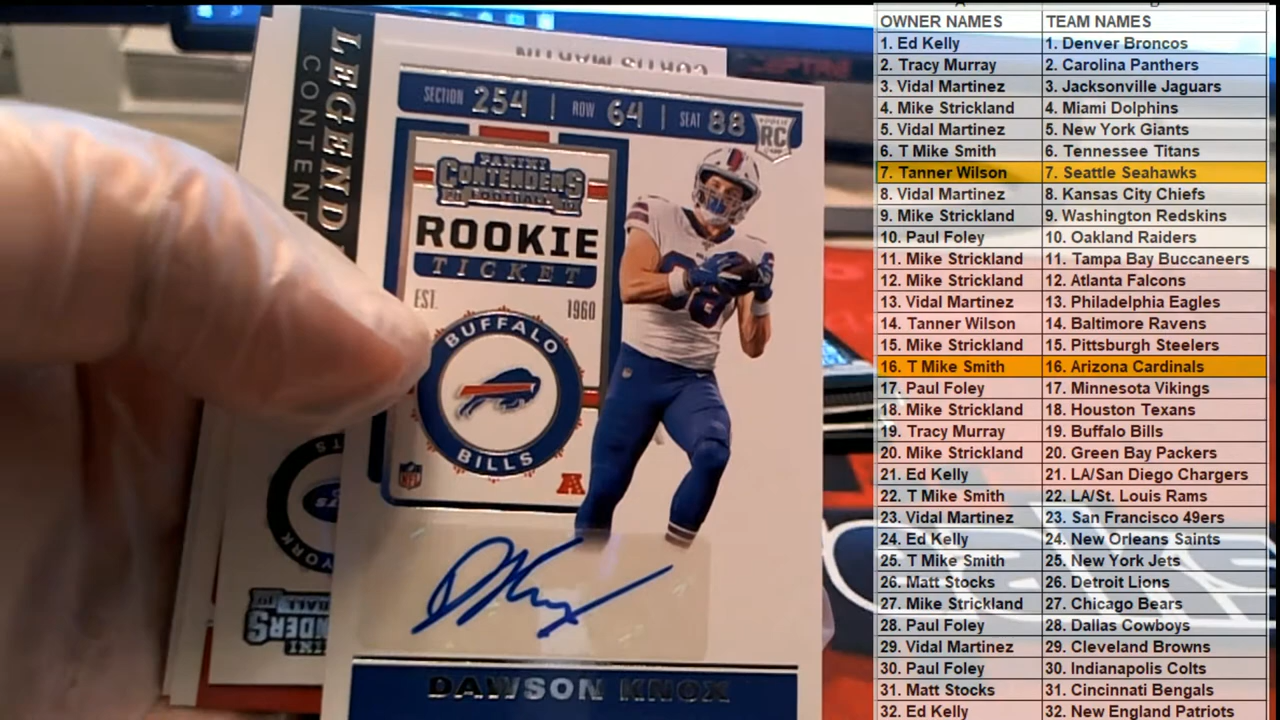 LEGEND
CONTEND
CURTIS MARTIN
SECTION 254 | ROW 64 | SEAT 88
RC
PANINI
CONTENDERS
FOOTBALL
ROOKIE
TICKET
EST. 1960
BUFFALO
BILLS
NFL
DAWSON KNOX
OWNER NAMES TEAM NAMES
1. Ed Kelly 1. Denver Broncos
2. Tracy Murray 2. Carolina Panthers
3. Vidal Martinez 3. Jacksonville Jaguars
4. Mike Strickland 4. Miami Dolphins
5. Vidal Martinez 5. New York Giants
6. T Mike Smith 6. Tennessee Titans
7. Tanner Wilson 7. Seattle Seahawks
8. Vidal Martinez 8. Kansas City Chiefs
9. Mike Strickland 9. Washington Redskins
10. Paul Foley 10. Oakland Raiders
11. Mike Strickland 11. Tampa Bay Buccaneers
12. Mike Strickland 12. Atlanta Falcons
13. Vidal Martinez 13. Philadelphia Eagles
14. Tanner Wilson 14. Baltimore Ravens
15. Mike Strickland 15. Pittsburgh Steelers
16. T Mike Smith 16. Arizona Cardinals
17. Paul Foley 17. Minnesota Vikings
18. Mike Strickland 18. Houston Texans
19. Tracy Murray 19. Buffalo Bills
20. Mike Strickland 20. Green Bay Packers
21. Ed Kelly 21. LA/San Diego Chargers
22. T Mike Smith 22. LA/St. Louis Rams
23. Vidal Martinez 23. San Francisco 49ers
24. Ed Kelly 24. New Orleans Saints
25. T Mike Smith 25. New York Jets
26. Matt Stocks 26. Detroit Lions
27. Mike Strickland 27. Chicago Bears
28. Paul Foley 28. Dallas Cowboys
29. Vidal Martinez 29. Cleveland Browns
30. Paul Foley 30. Indianapolis Colts
31. Matt Stocks 31. Cincinnati Bengals
32. Ed Kelly 32. New England Patriots